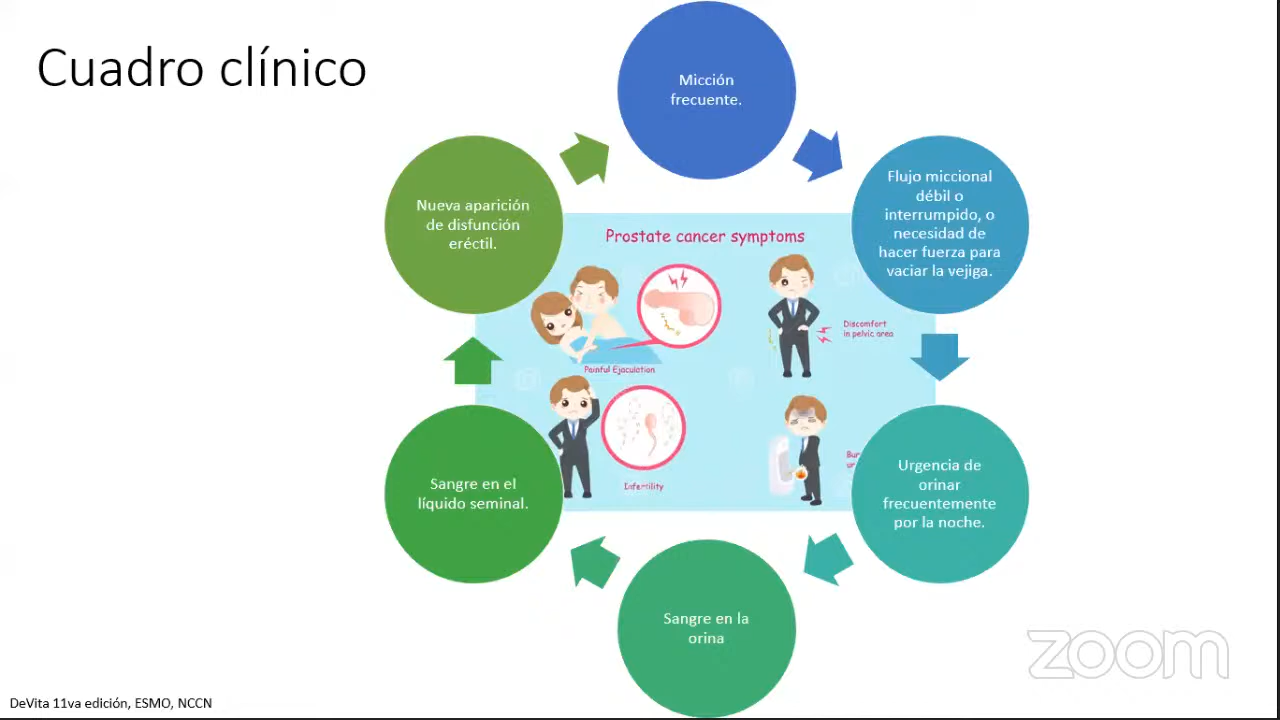 Cuadro clínico
Micción
frecuente.
Flujo miccional
débil o
interrumpido, o
necesidad de
hacer fuerza para
vaciar la vejiga.
Urgencia de
orinar
frecuentemente
por la noche.
Sangre en la
orina
Sangre en el
líquido seminal.
Nueva aparición
de disfunción
eréctil.
Prostate cancer symptoms
Painful Ejaculation
Discomfort
in pelvic area
Infertility
DeVita 11va edición, ESMO, NCCN
zoom